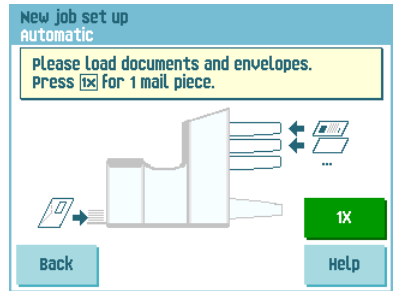 New job set up
Automatic
Please load documents and envelopes.
Press 1x for 1 mail piece.
...
1X
Back
Help